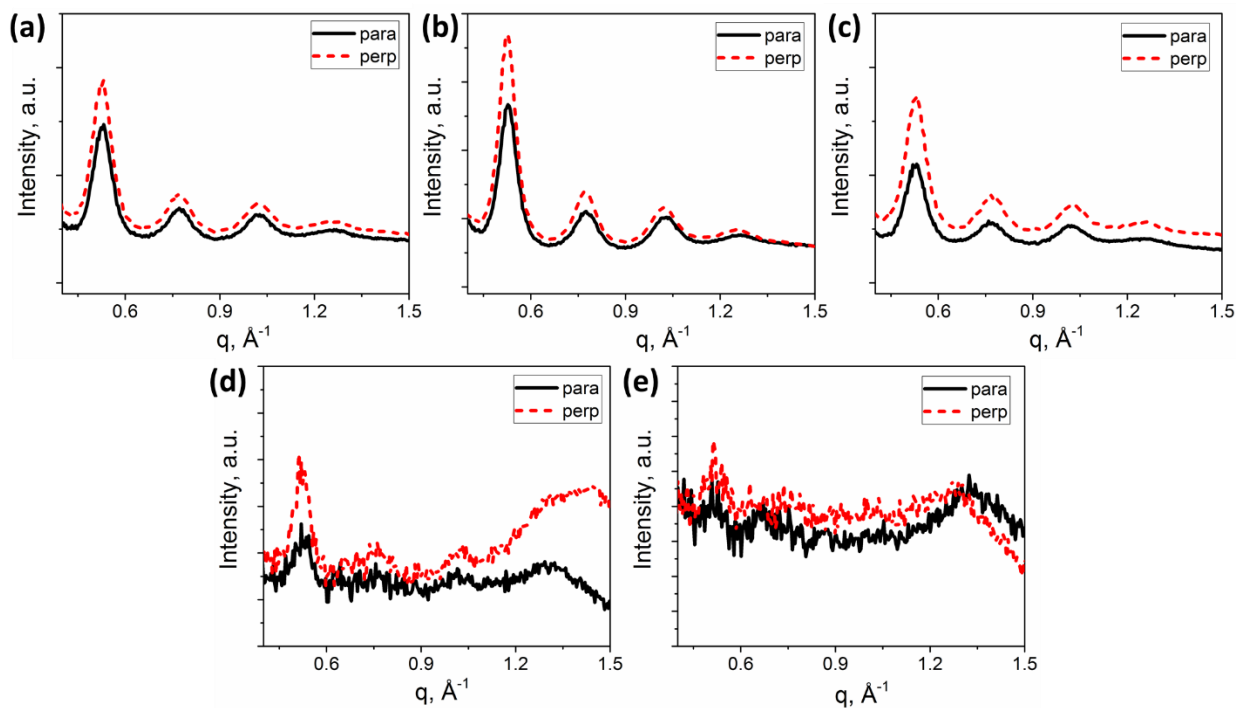 (a)
para
perp
Intensity, a.u.
0.6 0.9 1.2 1.5
q, Å⁻¹
(b)
para
perp
Intensity, a.u.
0.6 0.9 1.2 1.5
q, Å⁻¹
(c)
para
perp
Intensity, a.u.
0.6 0.9 1.2 1.5
q, Å⁻¹
(d)
para
perp
Intensity, a.u.
0.6 0.9 1.2 1.5
q, Å⁻¹
(e)
para
perp
Intensity, a.u.
0.6 0.9 1.2 1.5
q, Å⁻¹